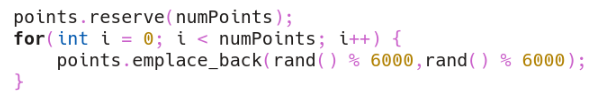 points.reserve(numPoints);
for(int i = 0; i < numPoints; i++) {
    points.emplace_back(rand() % 6000,rand() % 6000);
}